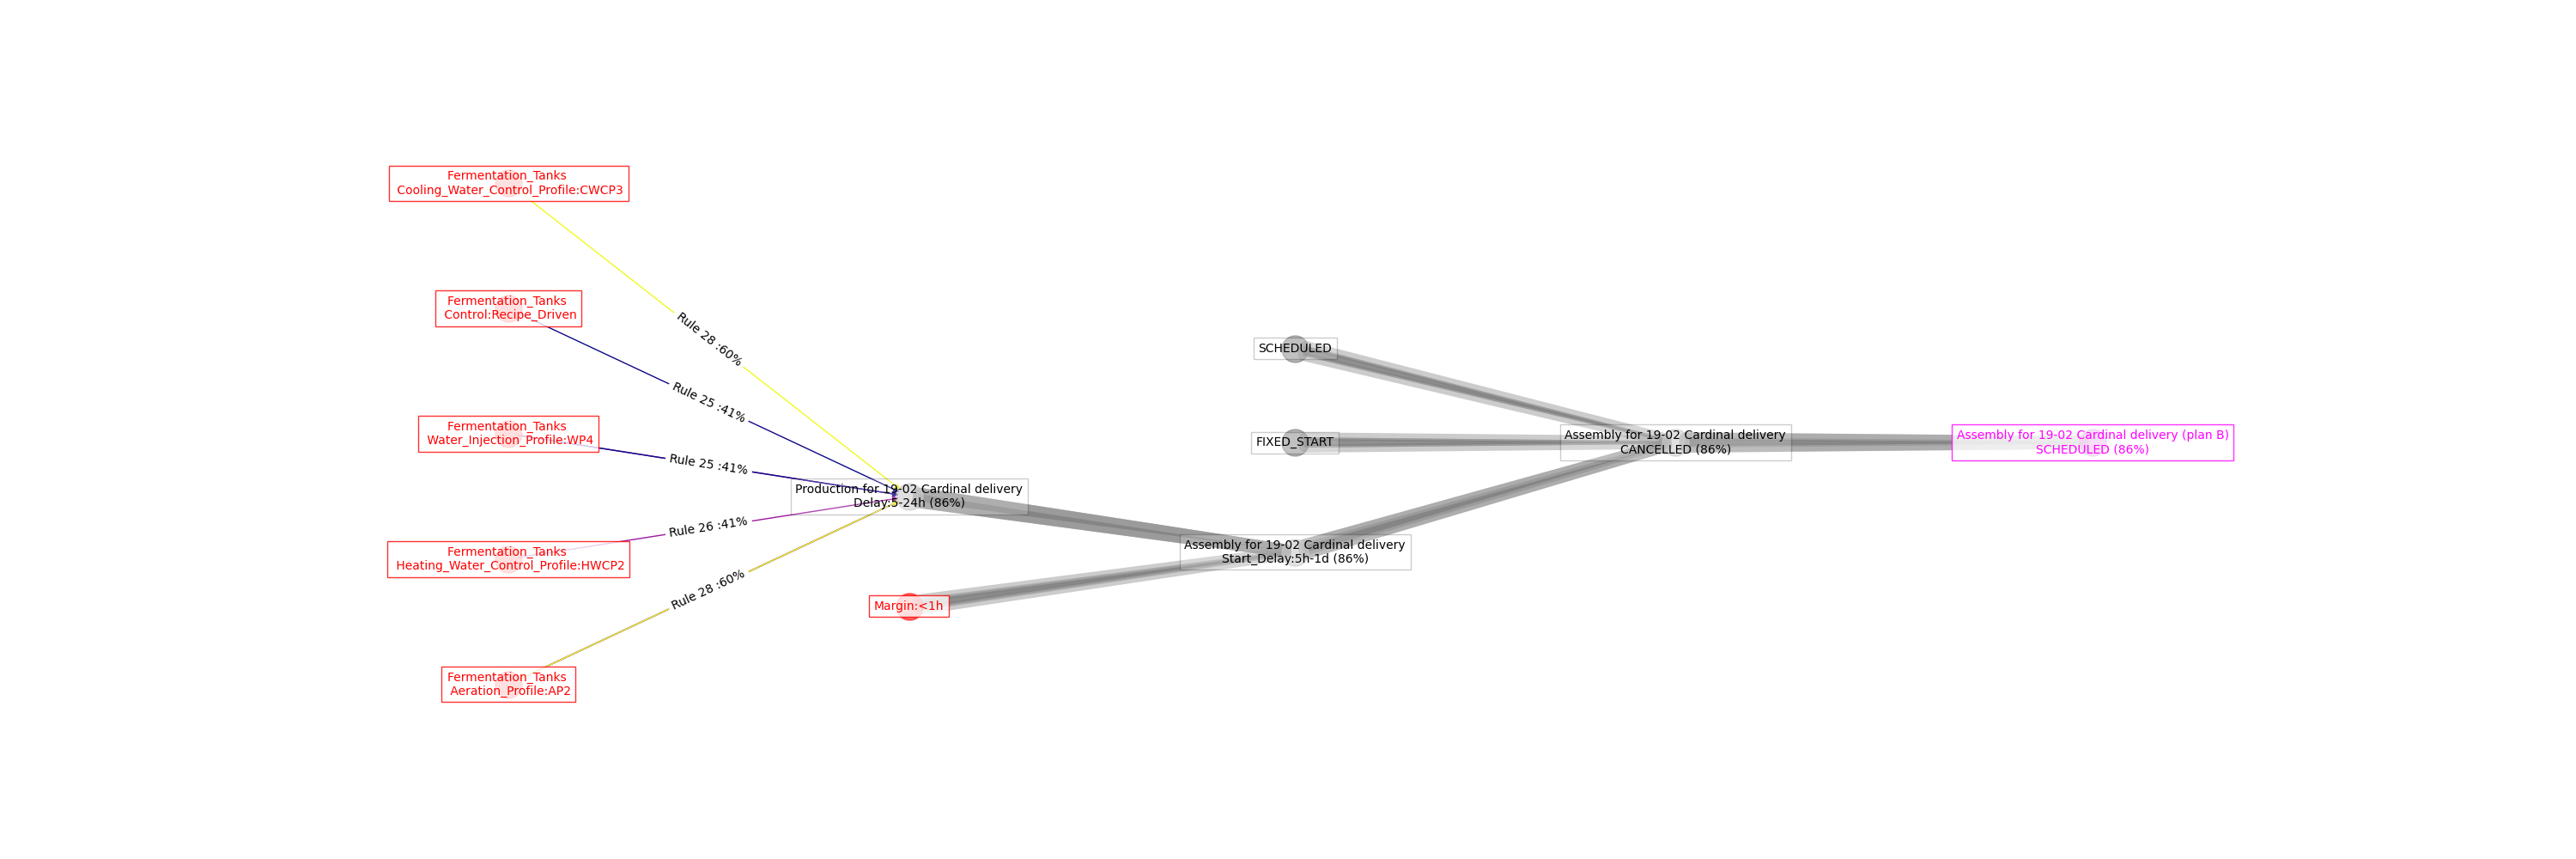 Fermentation_Tanks
Cooling_Water_Control_Profile:CWCP3
Rule 28 :60%
Fermentation_Tanks
Control:Recipe_Driven
Rule 25 :41%
Fermentation_Tanks
Water_Injection_Profile:WP4
Rule 25 :41%
Fermentation_Tanks
Heating_Water_Control_Profile:HWCP2
Rule 26 :41%
Fermentation_Tanks
Aeration_Profile:AP2
Rule 28 :60%
Production for 19-02 Cardinal delivery
Delay:5-24h (86%)
Margin:<1h
SCHEDULED
FIXED_START
Assembly for 19-02 Cardinal delivery
Start_Delay:5h-1d (86%)
Assembly for 19-02 Cardinal delivery
CANCELLED (86%)
Assembly for 19-02 Cardinal delivery (plan B)
SCHEDULED (86%)